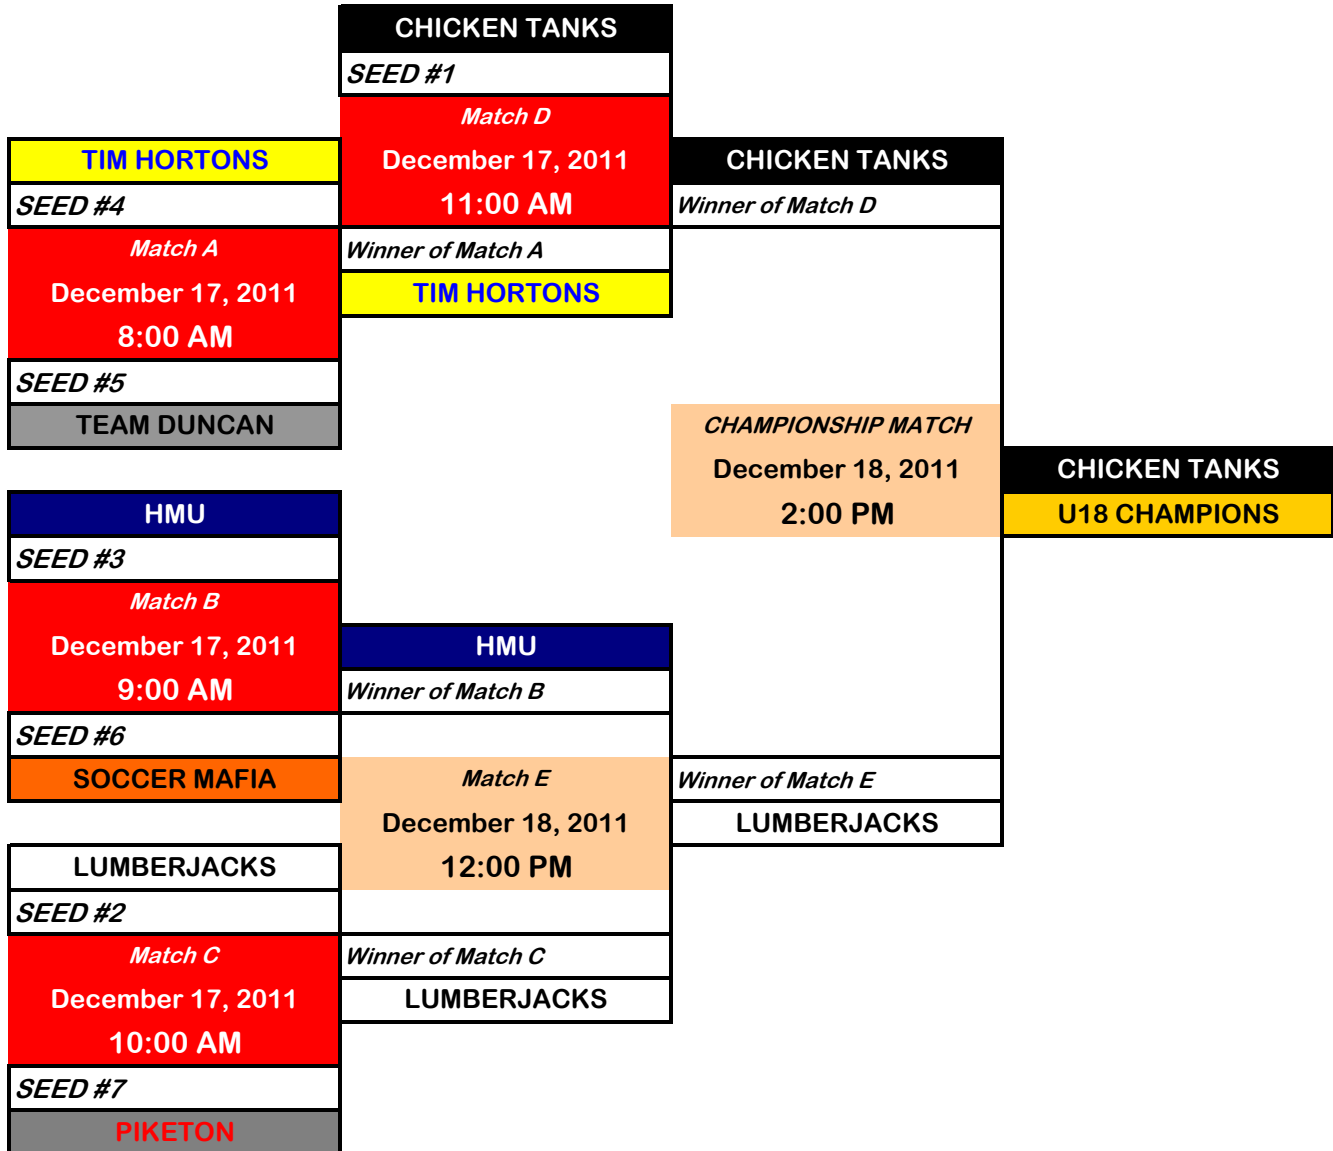 CHICKEN TANKS
SEED #1
Match D
December 17, 2011
11:00 AM
Winner of Match A
TIM HORTONS
TIM HORTONS
SEED #4
Match A
December 17, 2011
8:00 AM
SEED #5
TEAM DUNCAN
HMU
SEED #3
Match B
December 17, 2011
9:00 AM
SEED #6
SOCCER MAFIA
LUMBERJACKS
SEED #2
Match C
December 17, 2011
10:00 AM
SEED #7
PIKETON
HMU
Winner of Match B
Match E
December 18, 2011
12:00 PM
Winner of Match C
LUMBERJACKS
CHICKEN TANKS
Winner of Match D
CHAMPIONSHIP MATCH
December 18, 2011
2:00 PM
Winner of Match E
LUMBERJACKS
CHICKEN TANKS
U18 CHAMPIONS